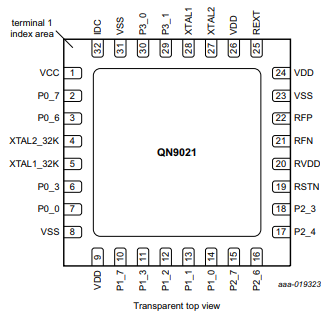 terminal 1
index area
IDC
VSS
P3_0
P3_1
XTAL1
XTAL2
VDD
REXT
32
31
30
29
28
27
26
25
VCC 1
P0_7 2
P0_6 3
XTAL2_32K 4
XTAL1_32K 5
P0_3 6
P0_0 7
VSS 8
QN9021
24 VDD
23 VSS
22 RFP
21 RFN
20 RVDD
19 RSTN
18 P2_3
17 P2_4
9
10
11
12
13
14
15
16
VDD
P1_7
P1_3
P1_2
P1_1
P1_0
P2_7
P2_6
aaa-019323
Transparent top view